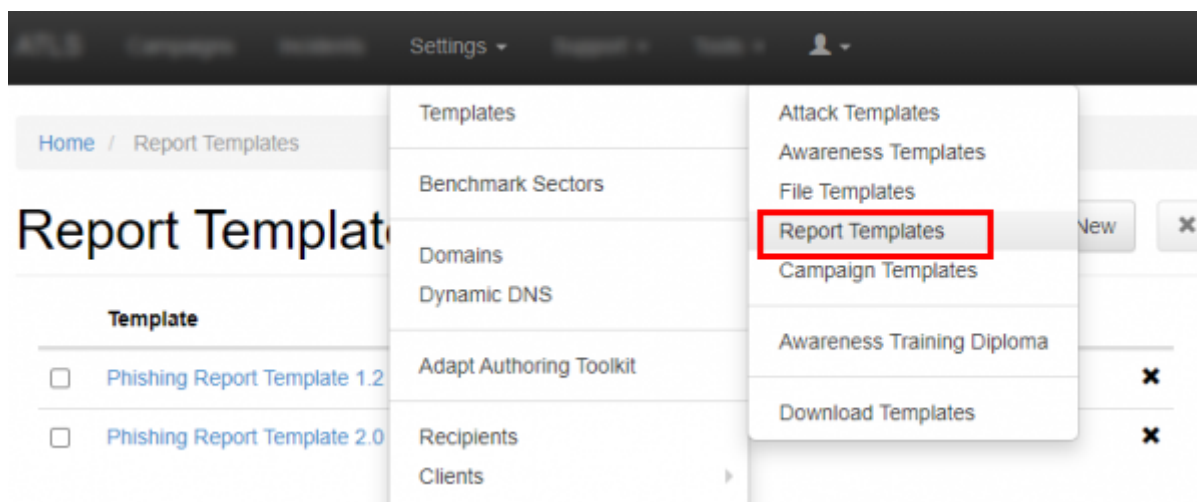 Settings
Templates
Benchmark Sectors
Domains
Dynamic DNS
Adapt Authoring Toolkit
Recipients
Clients
Attack Templates
Awareness Templates
File Templates
Report Templates
Campaign Templates
Awareness Training Diploma
Download Templates
Home / Report Templates
Report Templat
New
Template
Phishing Report Template 1.2
Phishing Report Template 2.0